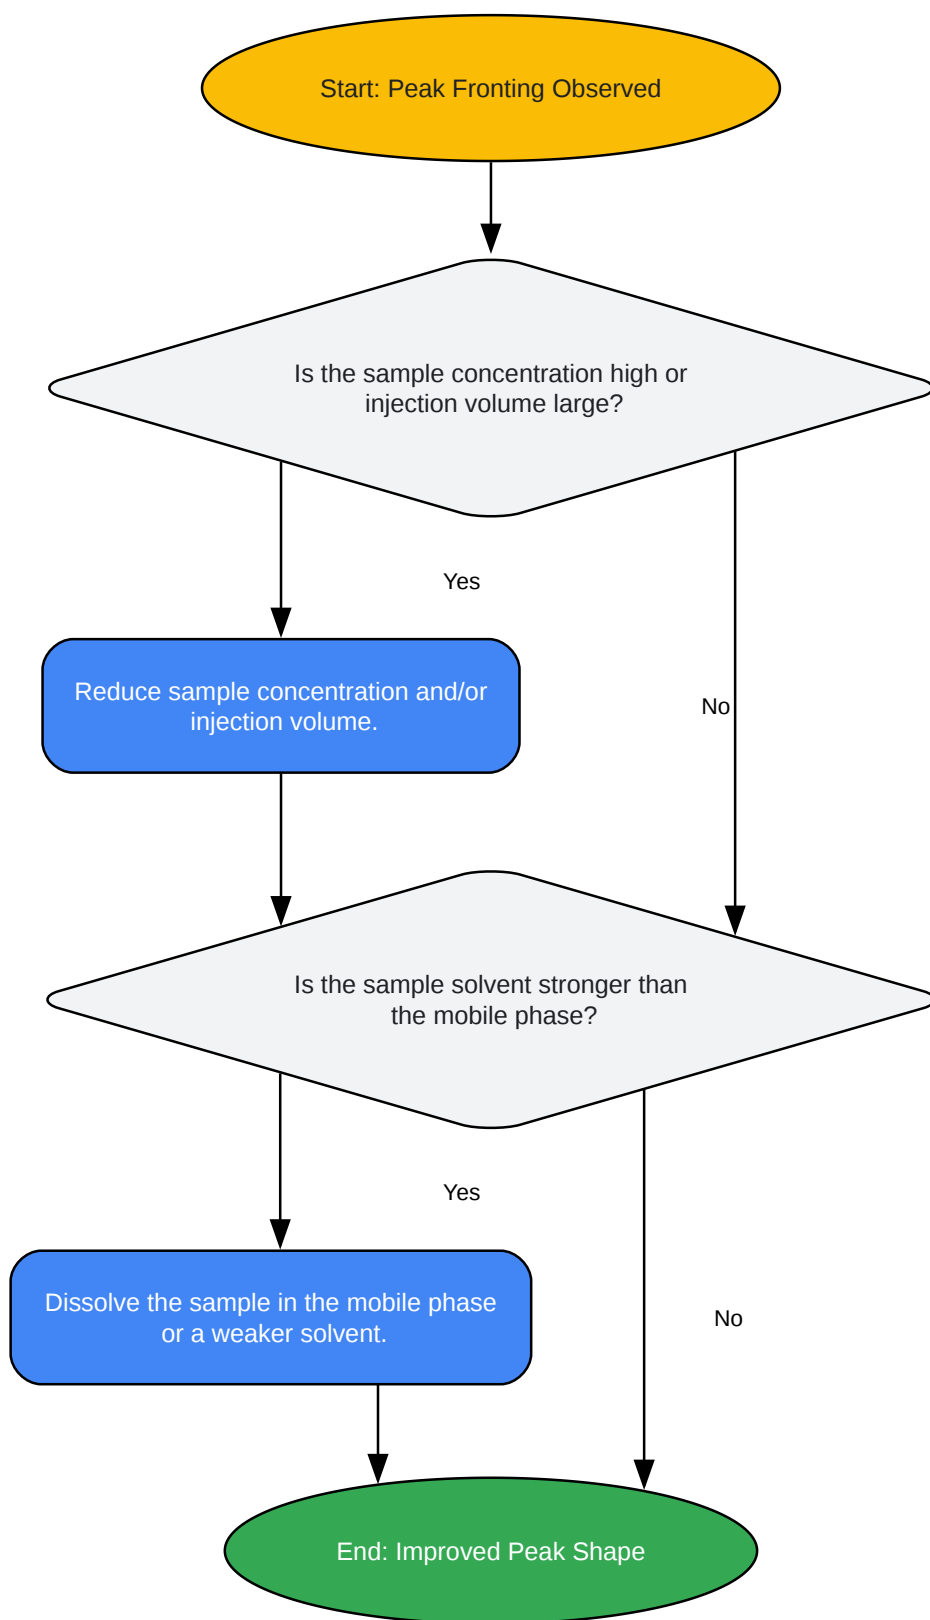 Start: Peak Fronting Observed
Is the sample concentration high or
injection volume large?
Yes
Reduce sample concentration and/or
injection volume.
No
Is the sample solvent stronger than
the mobile phase?
Yes
Dissolve the sample in the mobile phase
or a weaker solvent.
No
End: Improved Peak Shape